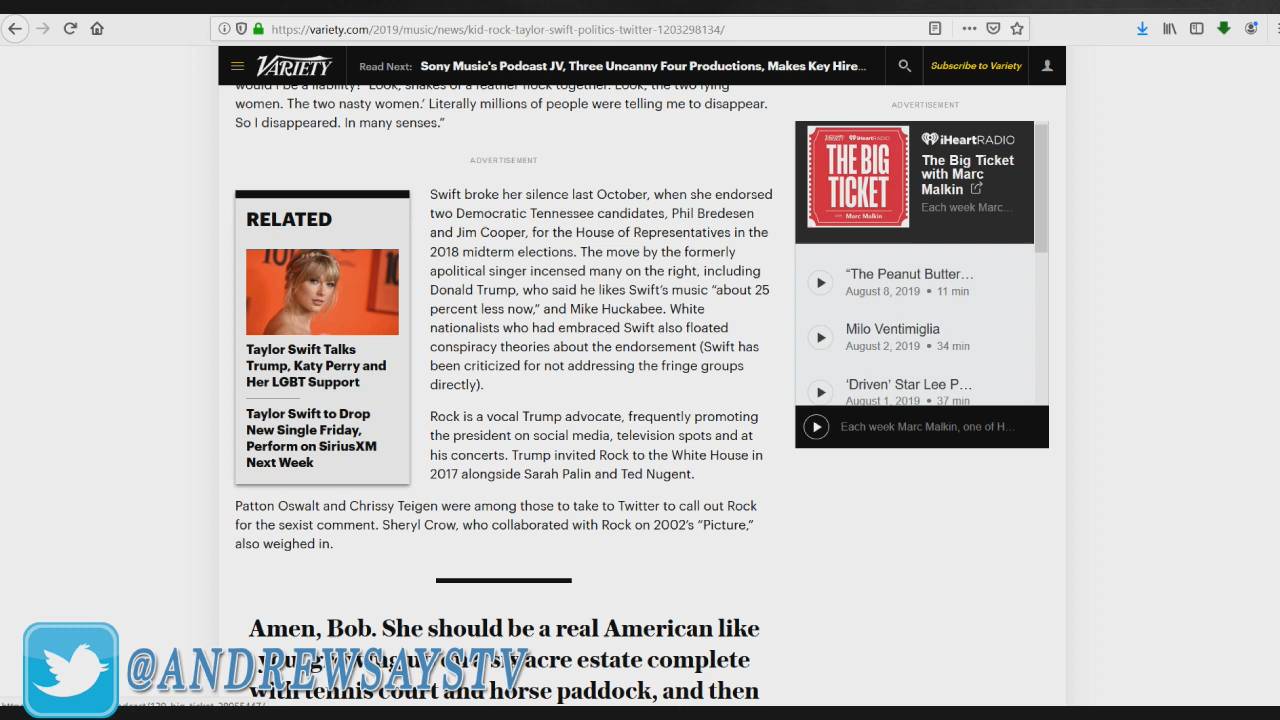 https://variety.com/2019/music/news/kid-rock-taylor-swift-politics-twitter-1203298134/
VARIETY
Read Next: Sony Music's Podcast JV, Three Uncanny Four Productions, Makes Key Hire...
Subscribe to Variety
would I be a liability? 'Look, snakes of a feather flock together. Look, the two lying
women. The two nasty women.' Literally millions of people were telling me to disappear.
So I disappeared. In many senses."
ADVERTISEMENT
RELATED
Taylor Swift Talks
Trump, Katy Perry and
Her LGBT Support
Taylor Swift to Drop
New Single Friday,
Perform on SiriusXM
Next Week
Swift broke her silence last October, when she endorsed
two Democratic Tennessee candidates, Phil Bredesen
and Jim Cooper, for the House of Representatives in the
2018 midterm elections. The move by the formerly
apolitical singer incensed many on the right, including
Donald Trump, who said he likes Swift's music "about 25
percent less now," and Mike Huckabee. White
nationalists who had embraced Swift also floated
conspiracy theories about the endorsement (Swift has
been criticized for not addressing the fringe groups
directly).
Rock is a vocal Trump advocate, frequently promoting
the president on social media, television spots and at
his concerts. Trump invited Rock to the White House in
2017 alongside Sarah Palin and Ted Nugent.
Patton Oswalt and Chrissy Teigen were among those to take to Twitter to call out Rock
for the sexist comment. Sheryl Crow, who collaborated with Rock on 2002's "Picture,"
also weighed in.
Amen, Bob. She should be a real American like
acre estate complete
with tennis court and horse paddock, and then
@ANDREWSAYSTV
ADVERTISEMENT
VARIETY iHeartRADIO
THE BIG
TICKET
with Marc Malkin
iHeartRADIO
The Big Ticket
with Marc
Malkin
Each week Marc...
"The Peanut Butter...
August 8, 2019 • 11 min
Milo Ventimiglia
August 2, 2019 • 34 min
'Driven' Star Lee P...
August 1, 2019 • 37 min
Each week Marc Malkin, one of H...